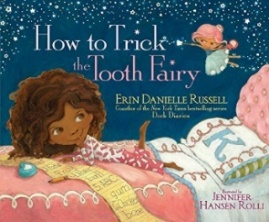 How to Trick
the Tooth Fairy
Erin Danielle Russell
Cocreator of the New York Times bestselling series
Dork Diaries
R
Illustrated by
Jennifer
Hansen Rolli